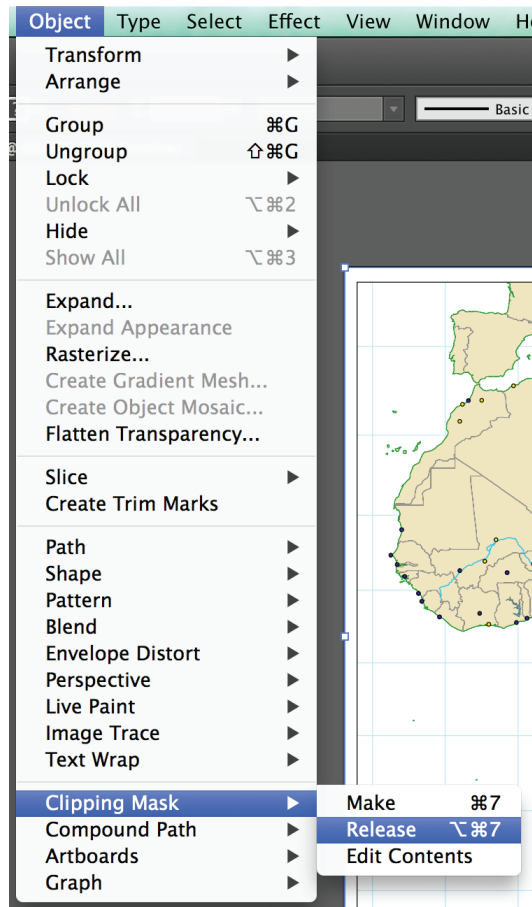 Object Type Select Effect View Window
Basic
Transform
Arrange
Group ⌘G
Ungroup ⇧⌘G
Lock
Unlock All ⌥⌘2
Hide
Show All ⌥⌘3
Expand...
Expand Appearance
Rasterize...
Create Gradient Mesh...
Create Object Mosaic...
Flatten Transparency...
Slice
Create Trim Marks
Path
Shape
Pattern
Blend
Envelope Distort
Perspective
Live Paint
Image Trace
Text Wrap
Clipping Mask
Make ⌘7
Compound Path
Release ⌥⌘7
Artboards
Edit Contents
Graph